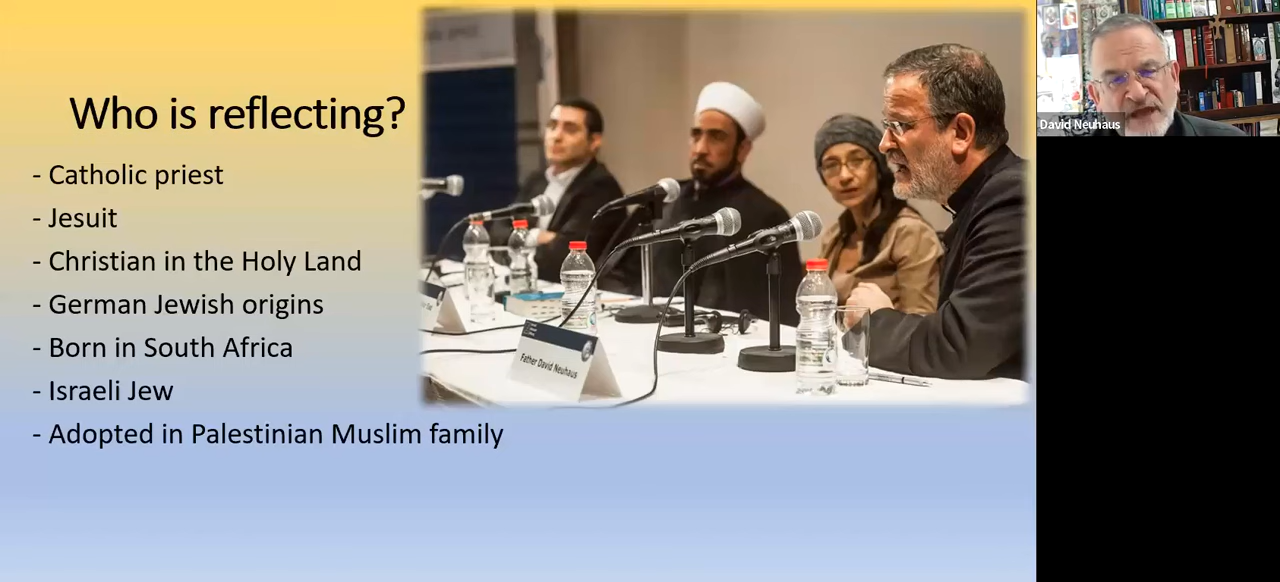 Who is reflecting?
- Catholic priest
- Jesuit
- Christian in the Holy Land
- German Jewish origins
- Born in South Africa
- Israeli Jew
- Adopted in Palestinian Muslim family
Father David Neuhaus
David Neuhaus